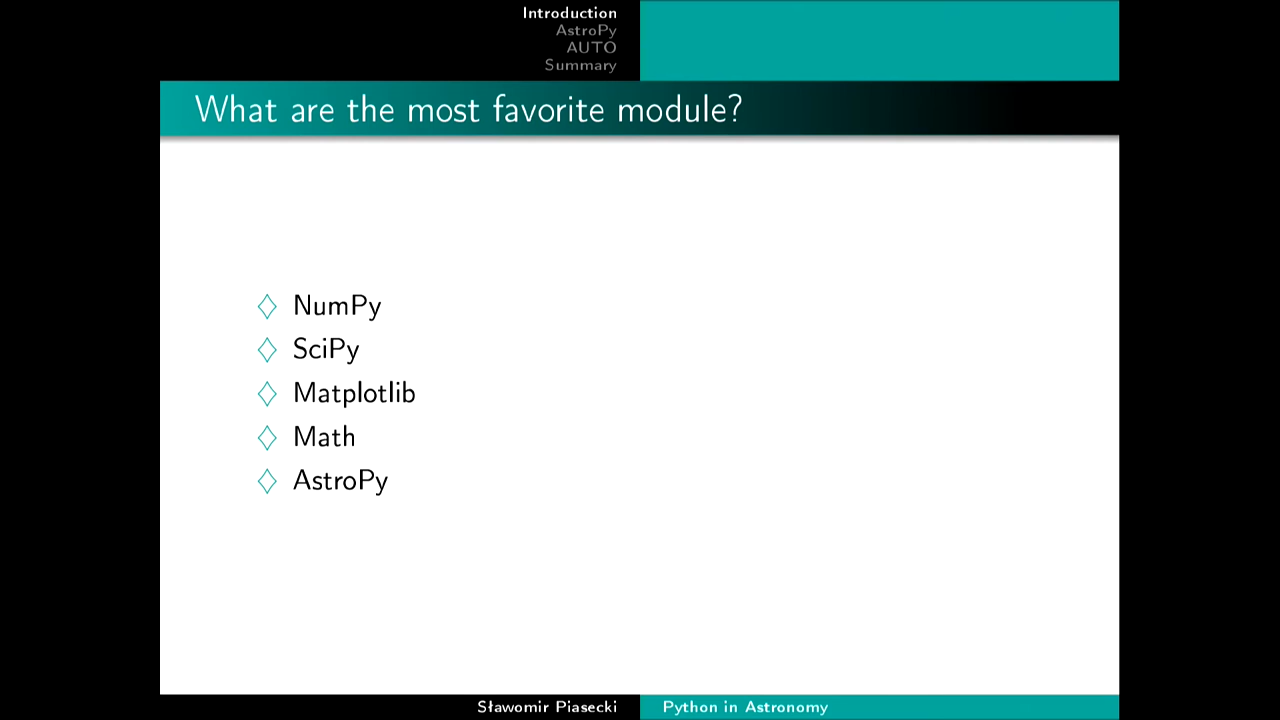 Introduction
AstroPy
AUTO
Summary
What are the most favorite module?
NumPy
SciPy
Matplotlib
Math
AstroPy
Sławomir Piasecki
Python in Astronomy